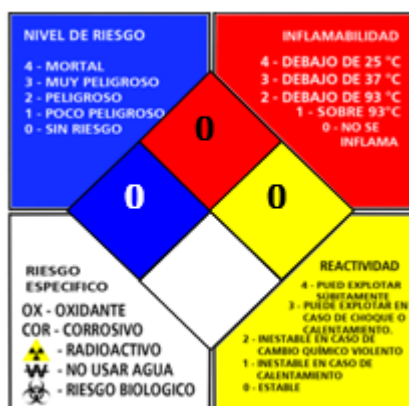 NIVEL DE RIESGO
4 - MORTAL
3 - MUY PELIGROSO
2 - PELIGROSO
1 - POCO PELIGROSO
0 - SIN RIESGO
INFLAMABILIDAD
4 - DEBAJO DE 25 °C
3 - DEBAJO DE 37 °C
2 - DEBAJO DE 93 °C
1 - SOBRE 93°C
0 - NO SE
INFLAMA
0
0
0
RIESGO
ESPECIFICO
OX - OXIDANTE
COR - CORROSIVO
- RADIOACTIVO
W - NO USAR AGUA
- RIESGO BIOLOGICO
REACTIVIDAD
4 - PUED EXPLOTAR
SÚBITAMENTE
3 - PUEDE EXPLOTAR EN
CASO DE CHOQUE O
CALENTAMIENTO.
2 - INESTABLE EN CASO DE
CAMBIO QUÍMICO VIOLENTO
1 - INESTABLE EN CASO DE
CALENTAMIENTO
0 - ESTABLE